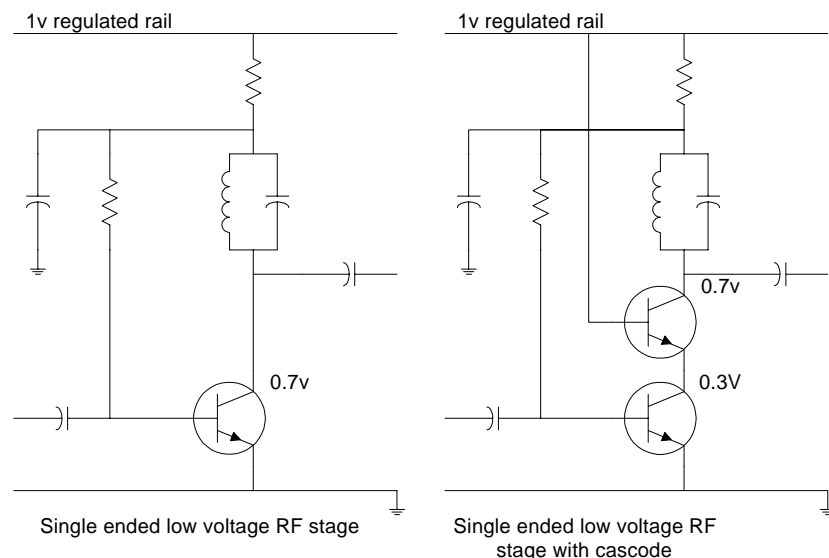 1v regulated rail
1v regulated rail
0.7v
0.7v
0.3V
Single ended low voltage RF stage
Single ended low voltage RF
stage with cascode